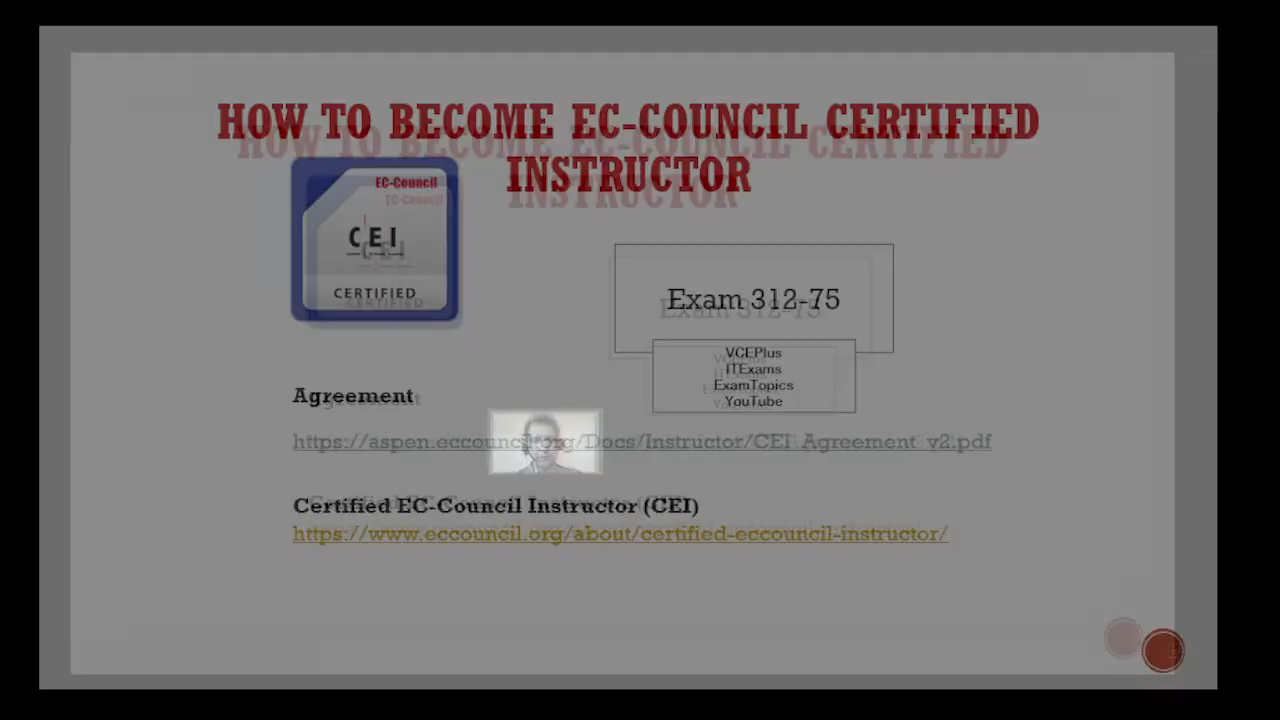 HOW TO BECOME EC-COUNCIL CERTIFIED
INSTRUCTOR
EC-Council
CEI
CERTIFIED
Exam 312-75
VCEPlus
ITExams
ExamTopics
YouTube
Agreement
https://aspen.eccouncil.org/Docs/Instructor/CEI_Agreement_v2.pdf
Certified EC-Council Instructor (CEI)
https://www.eccouncil.org/about/certified-eccouncil-instructor/